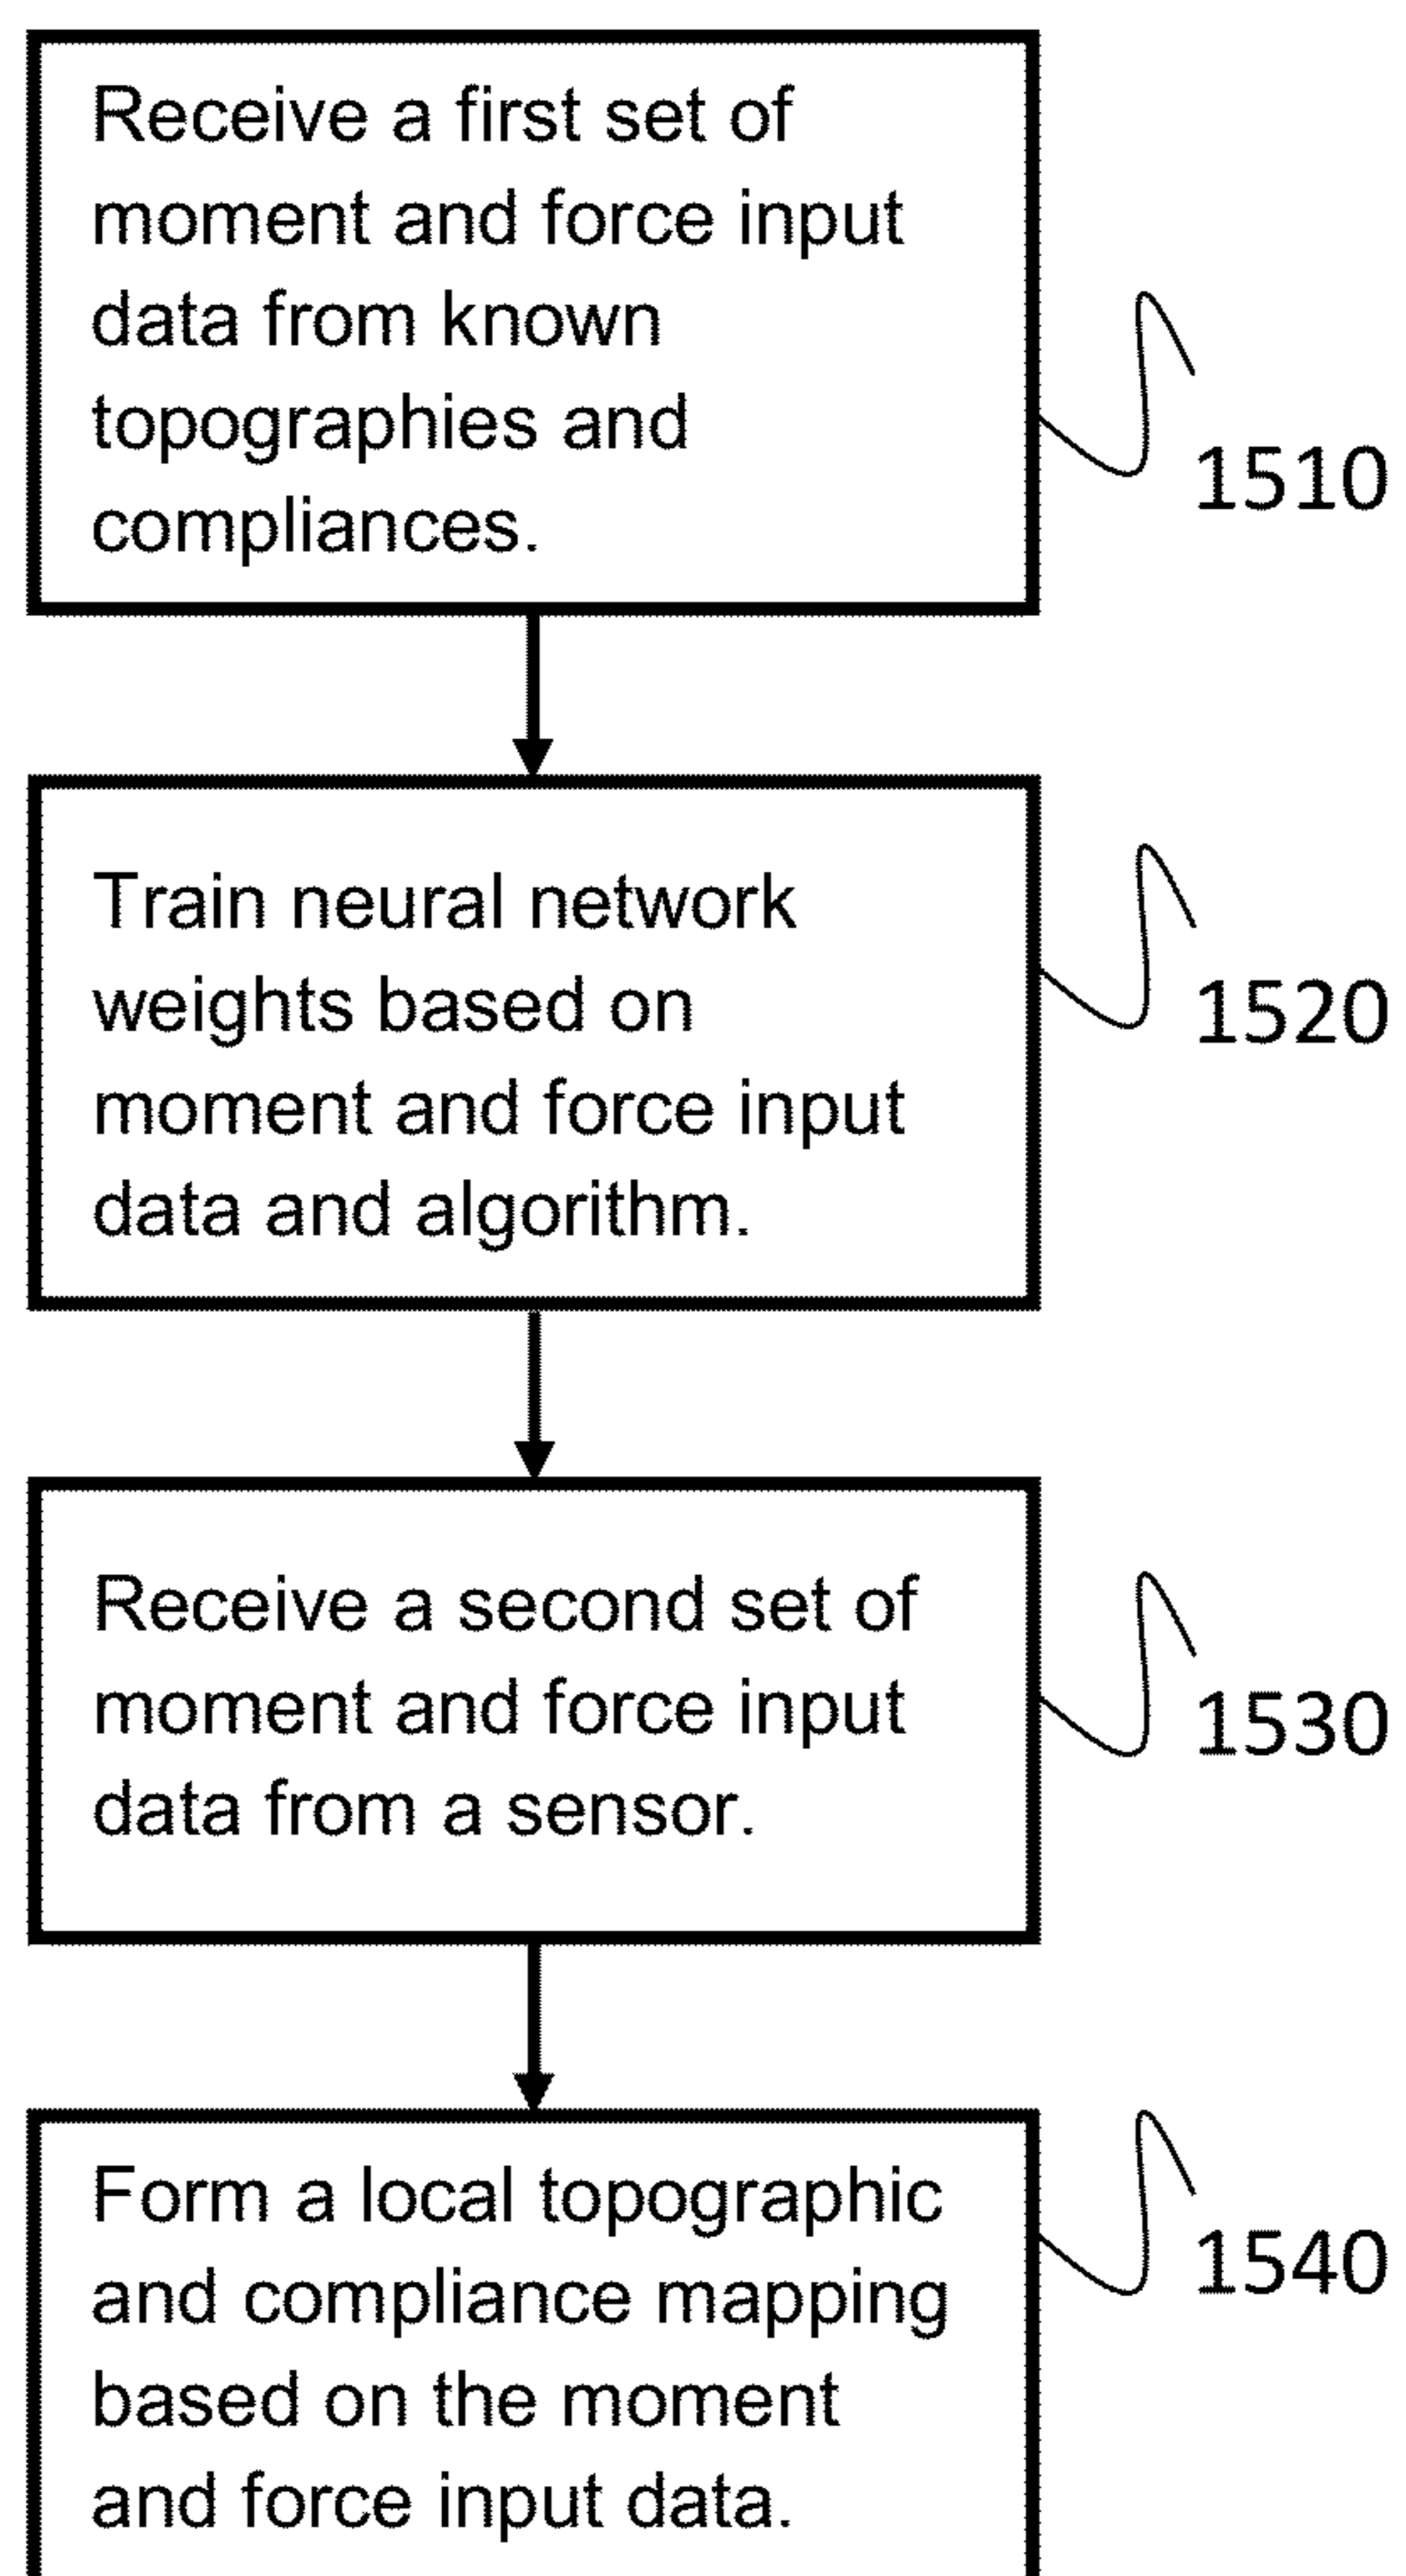 Receive a first set of
moment and force input
data from known
topographies and
compliances.
1510
Train neural network
weights based on
moment and force input
data and algorithm.
1520
Receive a second set of
moment and force input
data from a sensor.
1530
Form a local topographic
and compliance mapping
based on the moment
and force input data.
1540